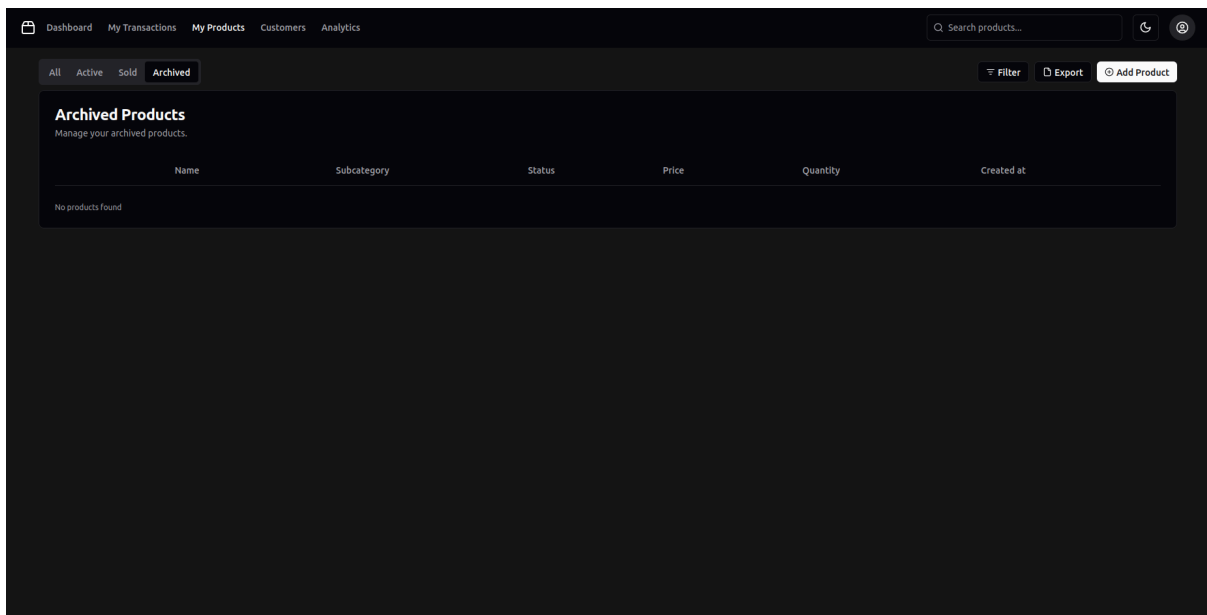 Dashboard My Transactions My Products Customers Analytics Search products...
All Active Sold Archived Filter Export Add Product
Archived Products
Manage your archived products.
Name Subcategory Status Price Quantity Created at
No products found